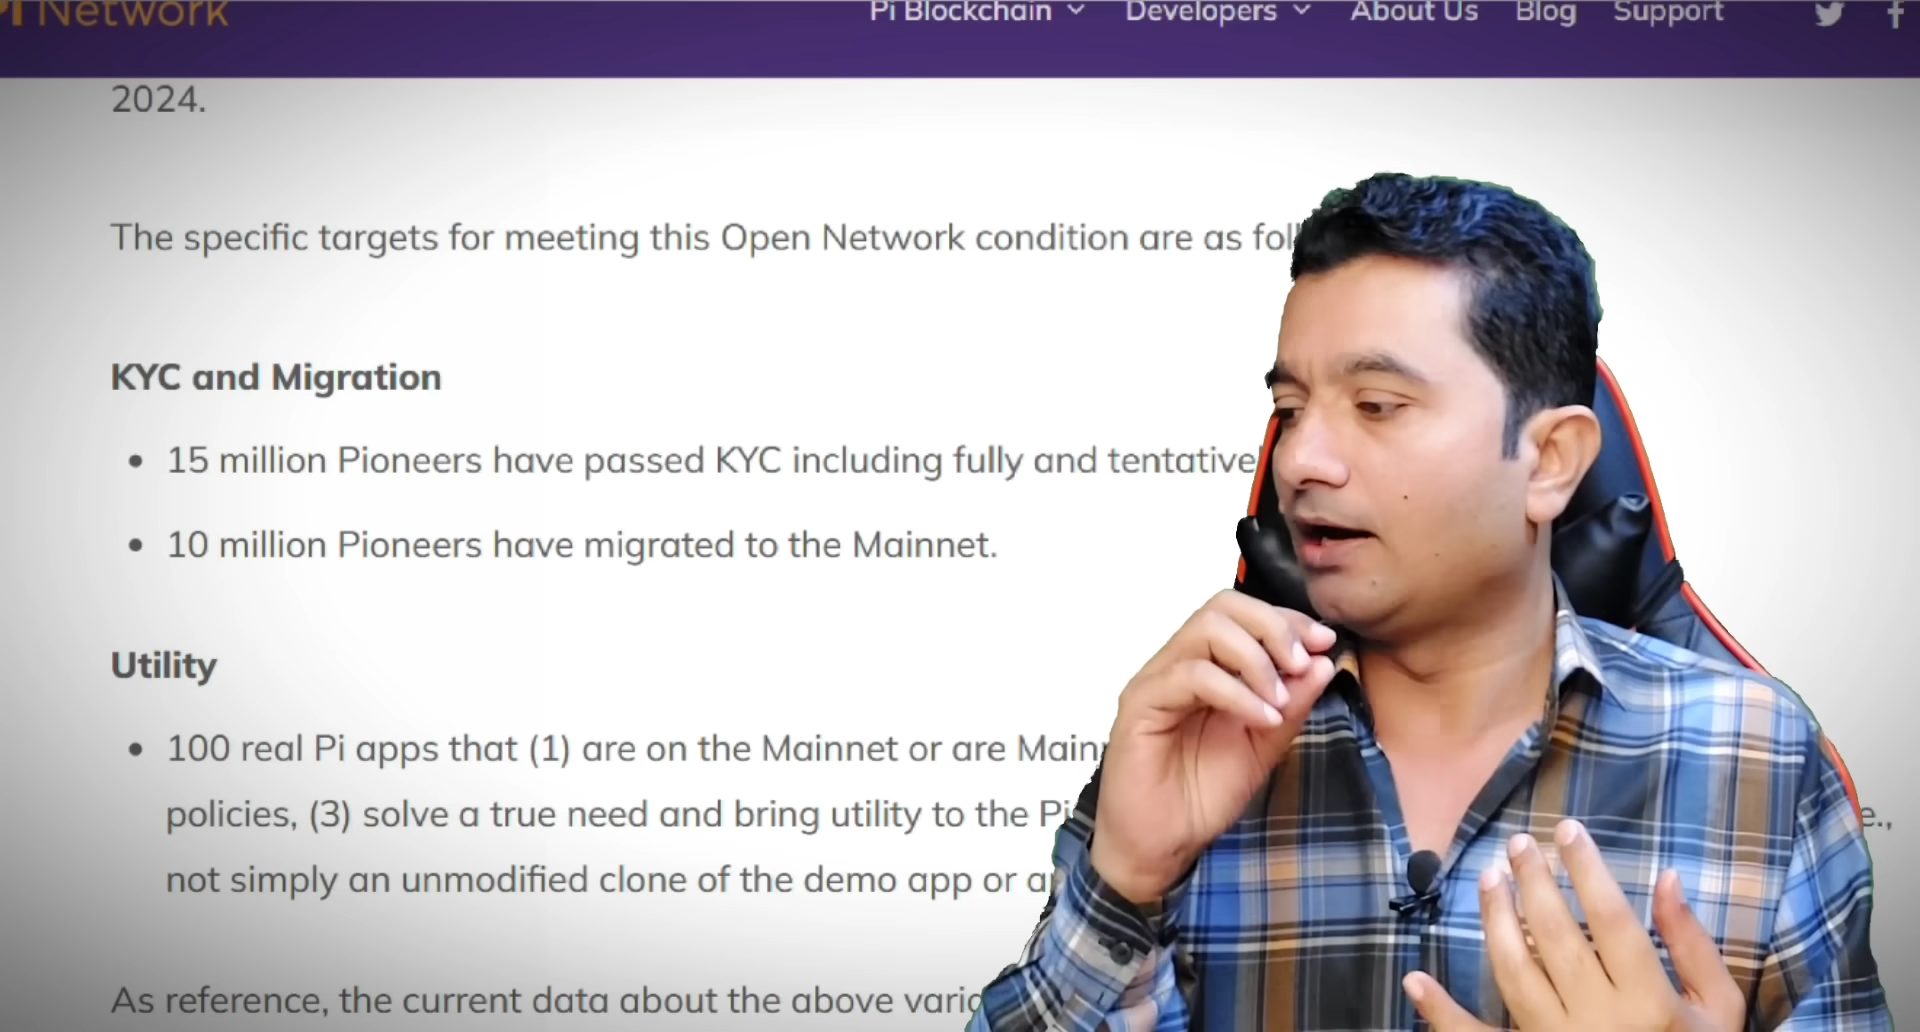 Pi Network
Pi Blockchain Developers About Us Blog Support
2024.
The specific targets for meeting this Open Network condition are as
KYC and Migration
• 15 million Pioneers have passed KYC including fully and
• 10 million Pioneers have migrated to the Mainnet.
Utility
• 100 real Pi apps that (1) are on the Mainnet or are
policies, (3) solve a true need and bring utility to the Pi
not simply an unmodified clone of the demo app or
As reference, the current data about the above